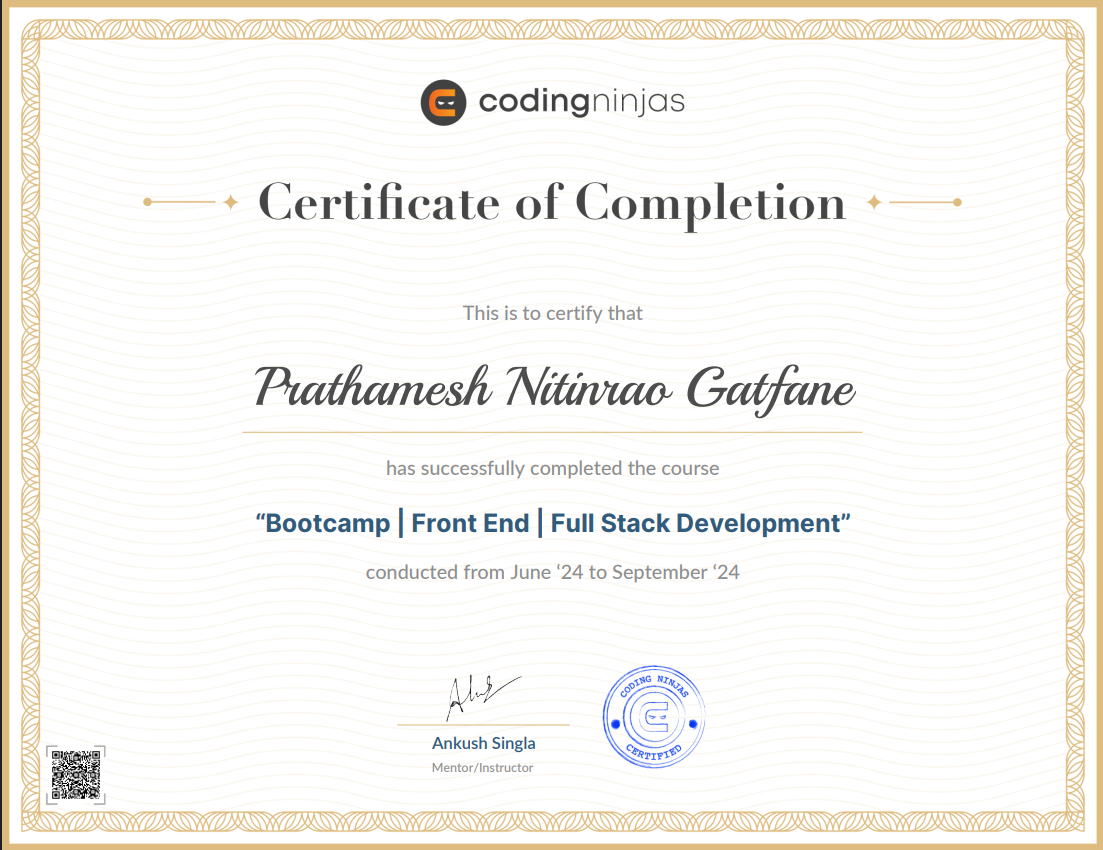 codingninjas
Certificate of Completion
This is to certify that
Prathamesh Nitinrao Gatfane
has successfully completed the course
“Bootcamp | Front End | Full Stack Development”
conducted from June ‘24 to September ‘24
Ankush Singla
Mentor/Instructor
CODING NINJAS
CERTIFIED